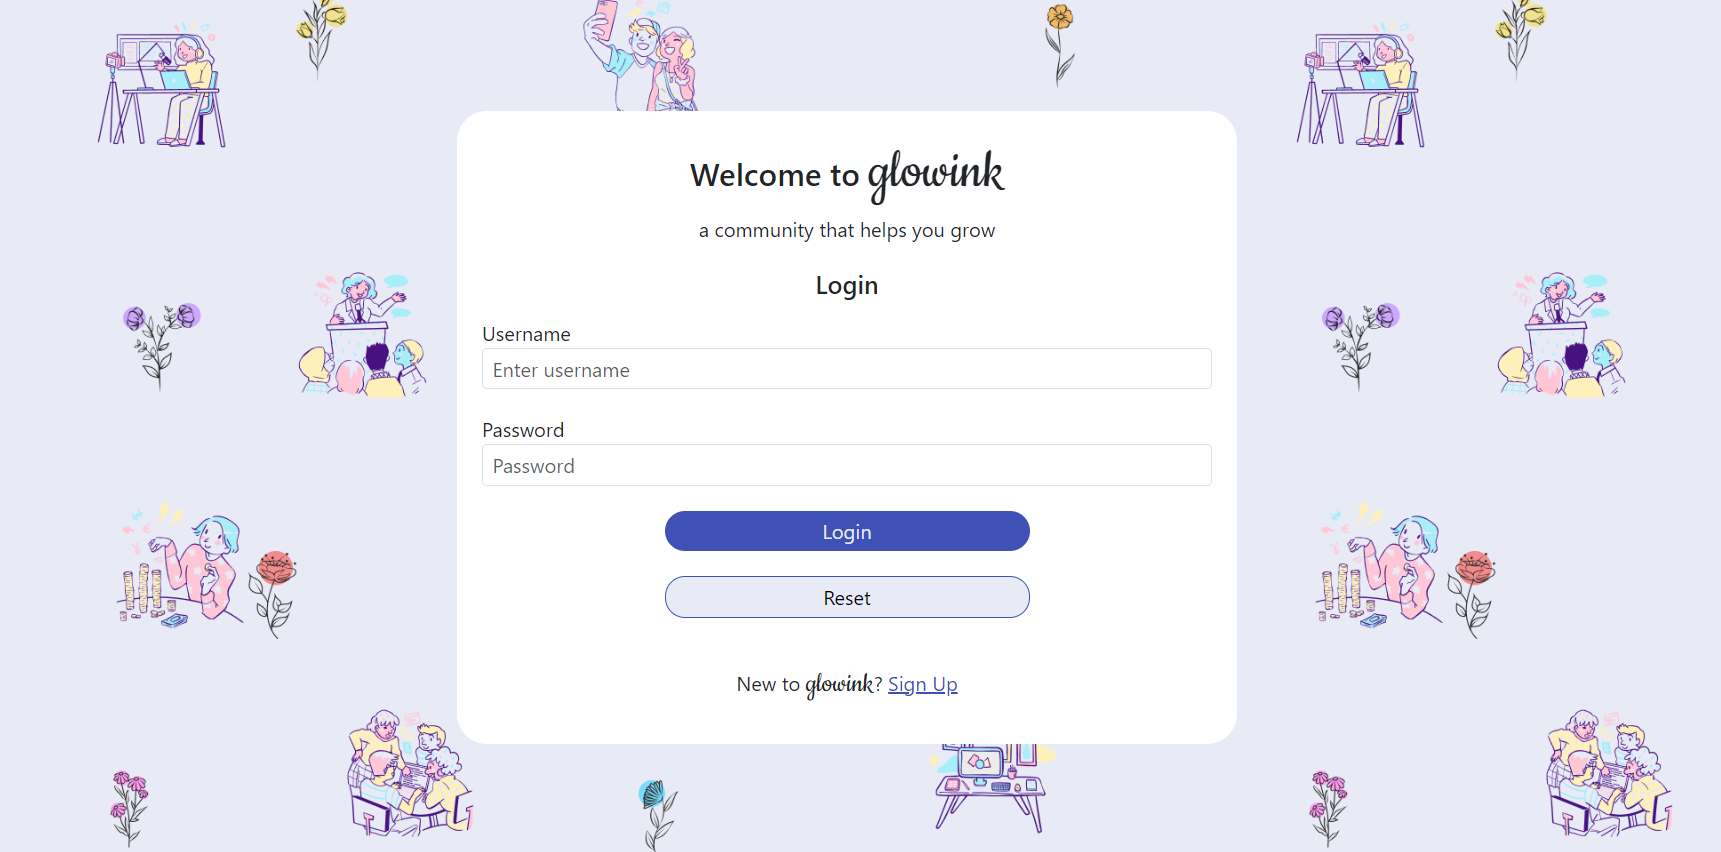 Welcome to glowink
a community that helps you grow
Login
Username
Enter username
Password
Password
Login
Reset
New to glowink? Sign Up